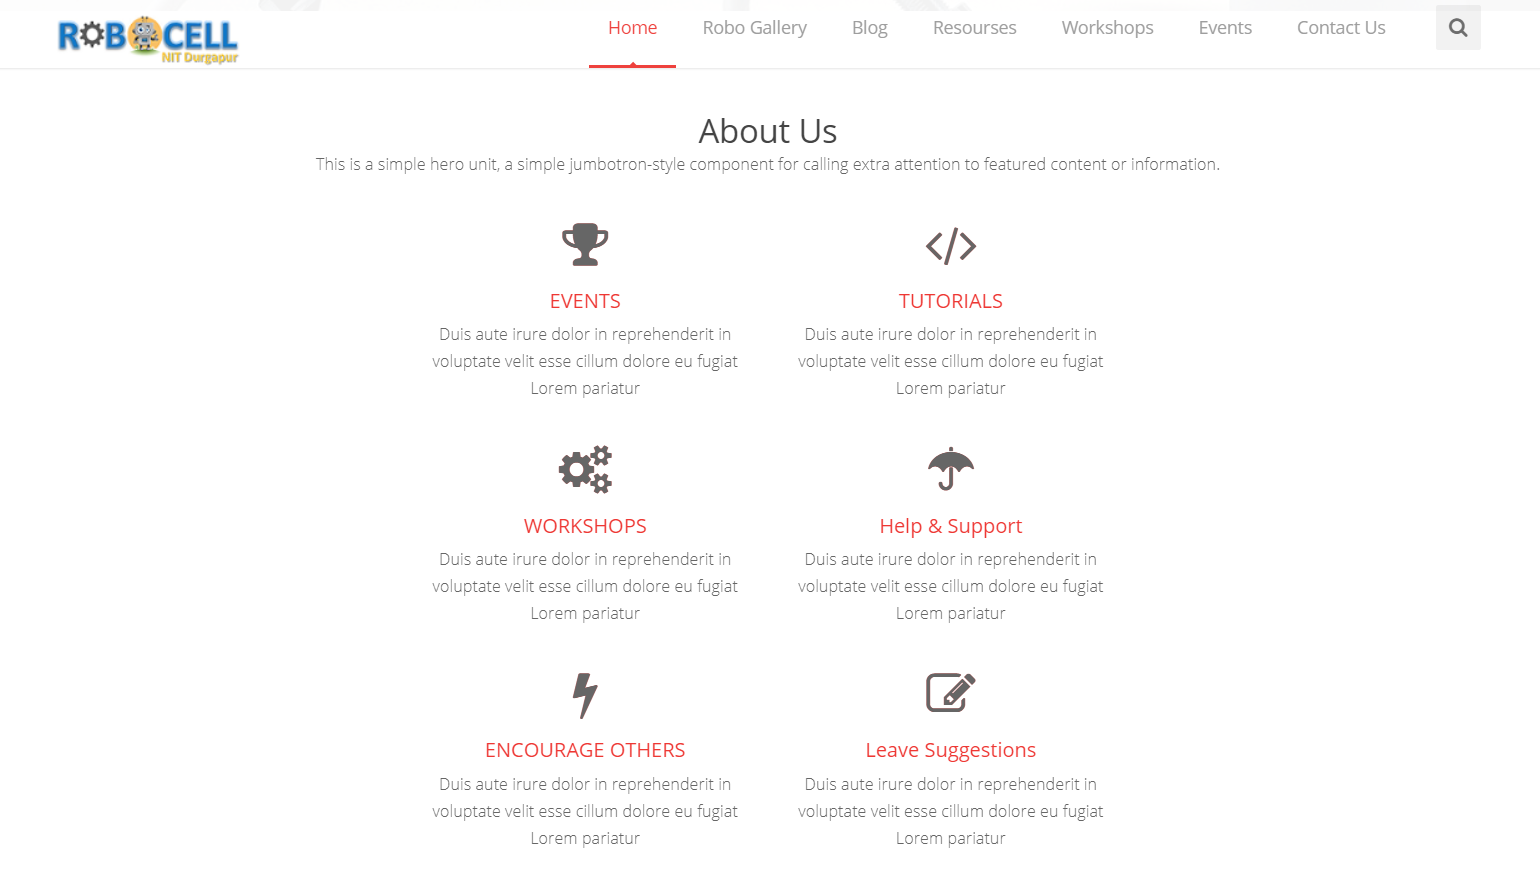 ROBOCELL
NIT Durgapur
Home Robo Gallery Blog Resourses Workshops Events Contact Us
About Us
This is a simple hero unit, a simple jumbotron-style component for calling extra attention to featured content or information.
EVENTS
Duis aute irure dolor in reprehenderit in
voluptate velit esse cillum dolore eu fugiat
Lorem pariatur
TUTORIALS
Duis aute irure dolor in reprehenderit in
voluptate velit esse cillum dolore eu fugiat
Lorem pariatur
WORKSHOPS
Duis aute irure dolor in reprehenderit in
voluptate velit esse cillum dolore eu fugiat
Lorem pariatur
Help & Support
Duis aute irure dolor in reprehenderit in
voluptate velit esse cillum dolore eu fugiat
Lorem pariatur
ENCOURAGE OTHERS
Duis aute irure dolor in reprehenderit in
voluptate velit esse cillum dolore eu fugiat
Lorem pariatur
Leave Suggestions
Duis aute irure dolor in reprehenderit in
voluptate velit esse cillum dolore eu fugiat
Lorem pariatur